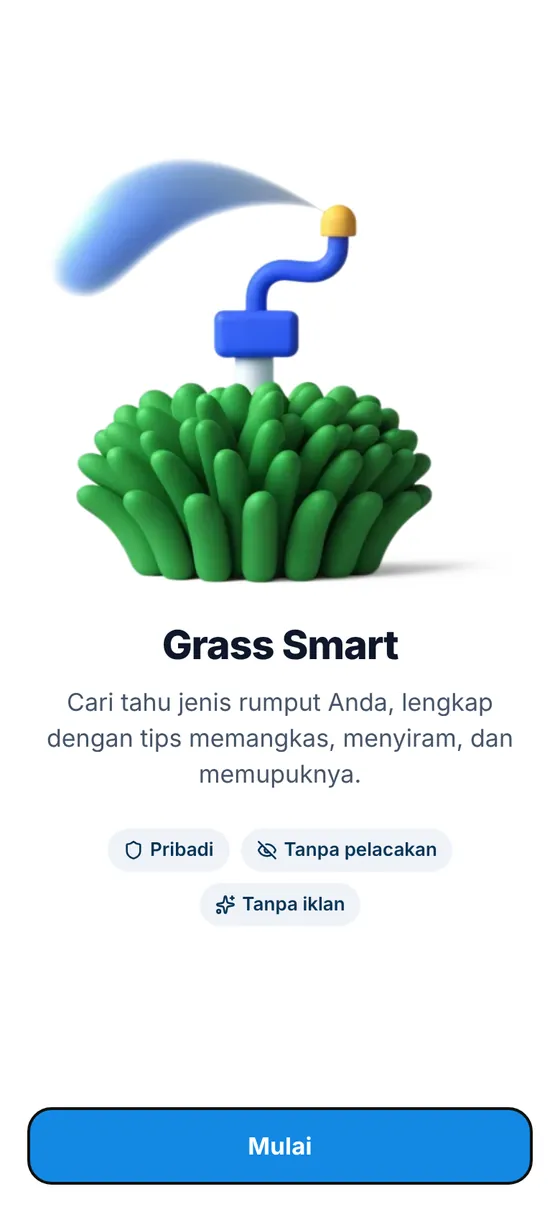 Grass Smart
Cari tahu jenis rumput Anda, lengkap
dengan tips memangkas, menyiram, dan
memupuknya.
Pribadi
Tanpa pelacakan
Tanpa iklan
Mulai